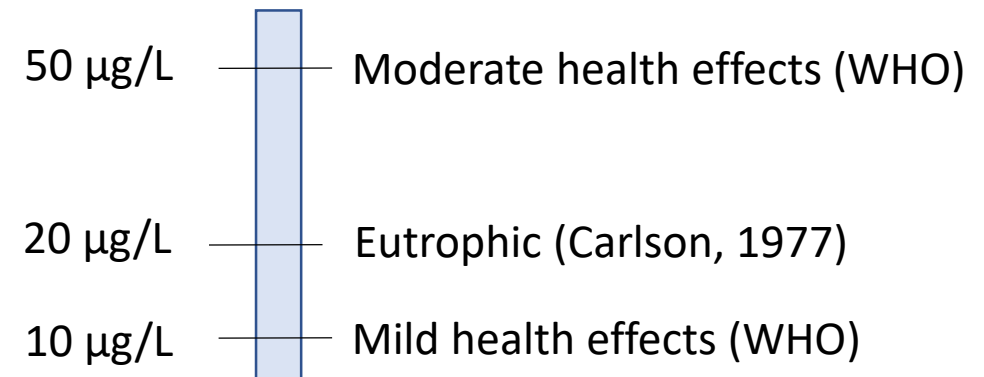 50 µg/L Moderate health effects (WHO)
20 µg/L Eutrophic (Carlson, 1977)
10 µg/L Mild health effects (WHO)